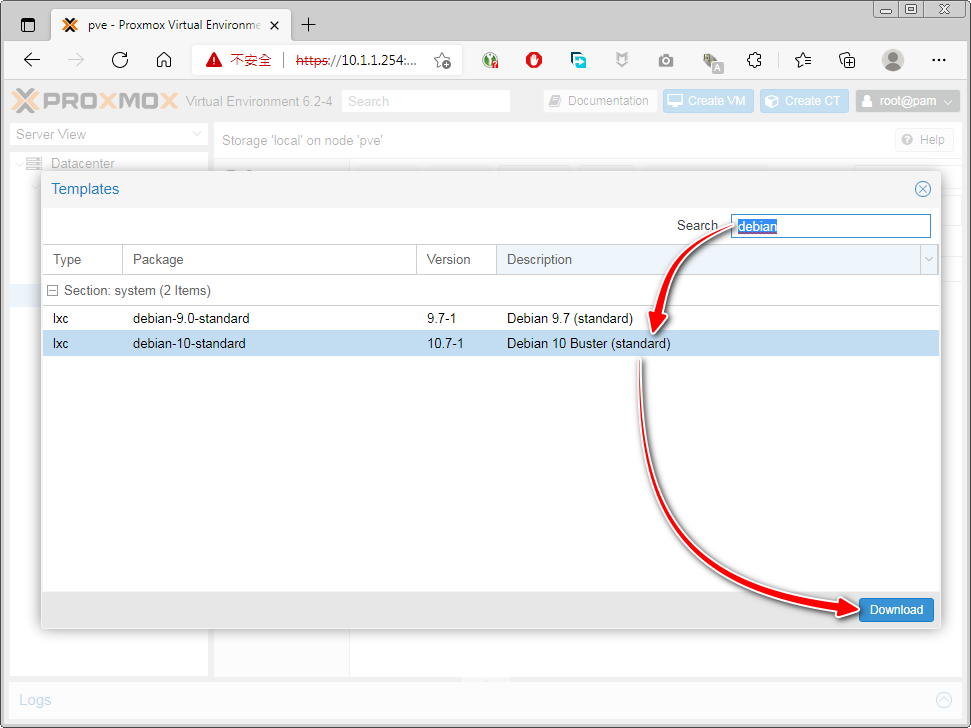 pve - Proxmox Virtual Environme
不安全
https://10.1.1.254:...
A
PROXMOX Virtual Environment 6.2-4 Search Documentation Create VM Create CT root@pam
Server View
Storage 'local' on node 'pve' Help
Datacenter
Templates
Search debian
Type Package Version Description
Section: system (2 Items)
lxc debian-9.0-standard 9.7-1 Debian 9.7 (standard)
lxc debian-10-standard 10.7-1 Debian 10 Buster (standard)
Download
Logs